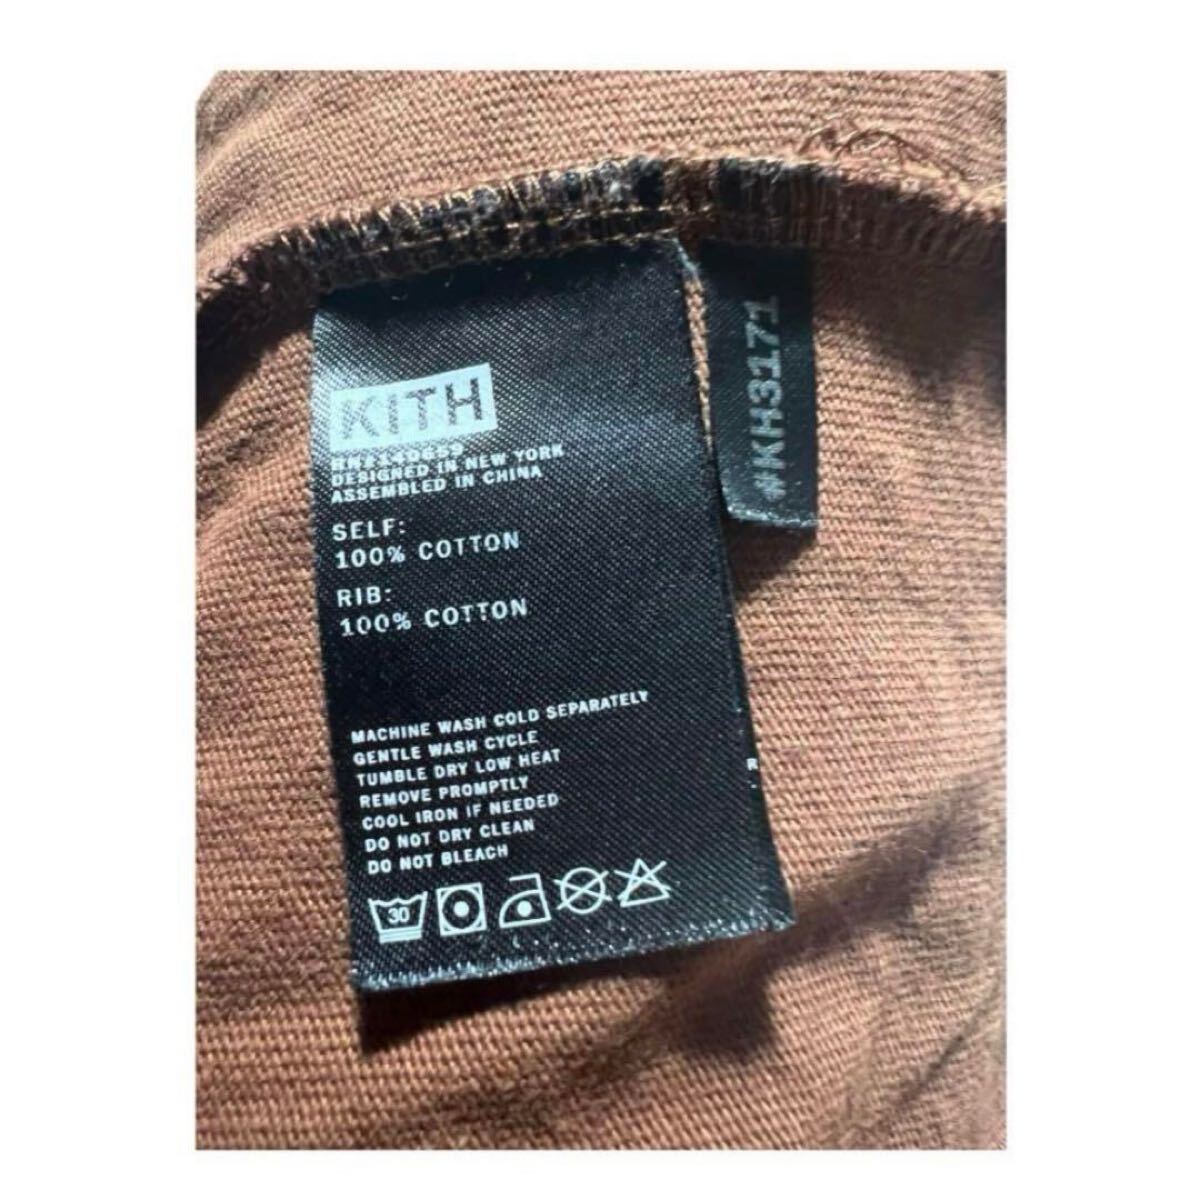 KITH
DESIGNED IN NEW YORK
ASSEMBLED IN CHINA
SELF:
100% COTTON
RIB:
100% COTTON
MACHINE WASH COLD SEPARATELY
GENTLE WASH CYCLE
TUMBLE DRY LOW HEAT
REMOVE PROMPTLY
COOL IRON IF NEEDED
DO NOT DRY CLEAN
DO NOT BLEACH
30
R
#KH3171